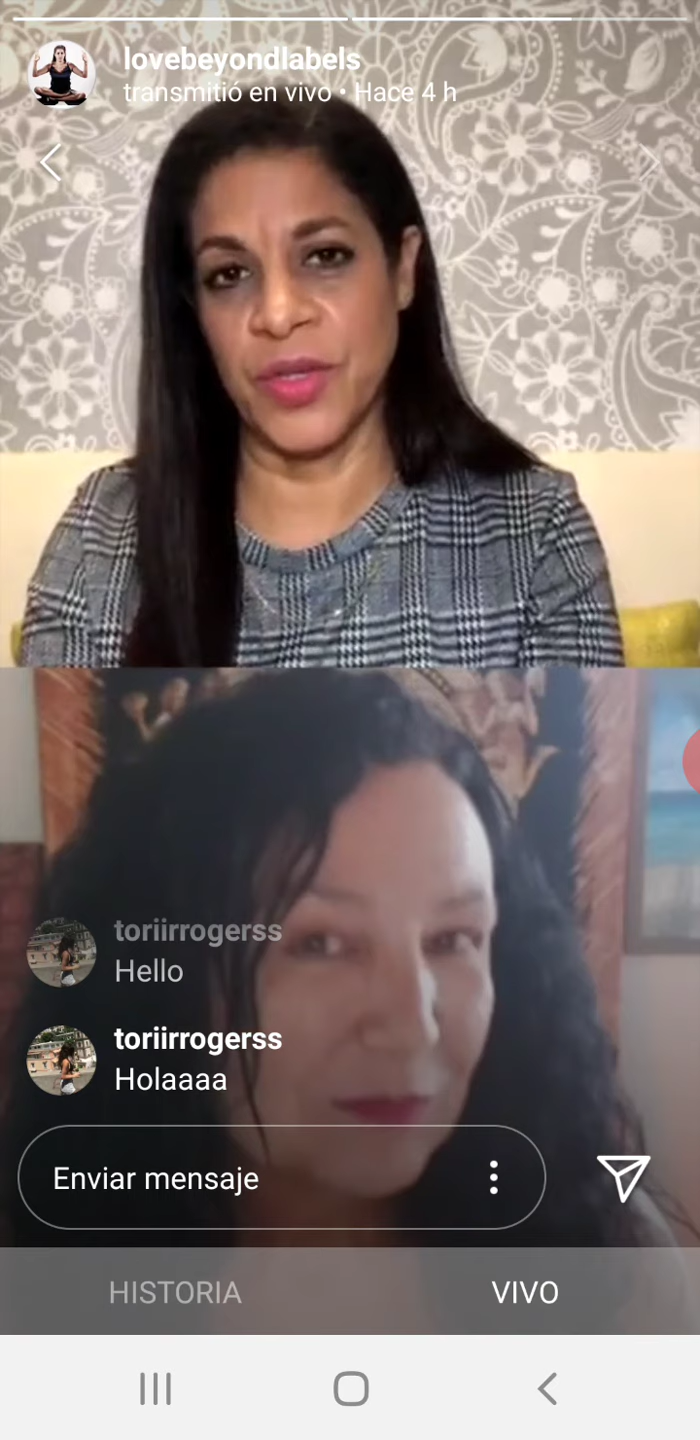 lovebeyondlabels
transmitió en vivo • Hace 4 h
toriirrogerss
Hello
toriirrogerss
Holaaaa
Enviar mensaje
HISTORIA
VIVO